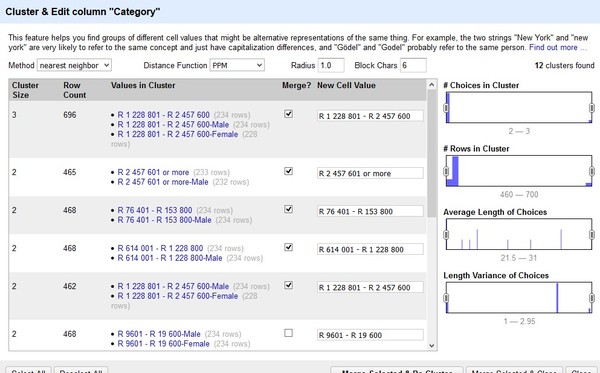 Cluster & Edit column "Category"
This feature helps you find groups of different cell values that might be alternative representations of the same thing. For example, the two strings "New York" and "new
york" are very likely to refer to the same concept and just have capitalization differences, and "Gödel" and "Godel" probably refer to the same person. Find out more ...
Method nearest neighbor Distance Function PPM Radius 1.0 Block Chars 6 12 clusters found
Cluster Size Row Count Values in Cluster Merge? New Cell Value
3 696 • R 1 228 801 - R 2 457 600 (234 rows) R 1 228 801 - R 2 457 600
• R 1 228 801 - R 2 457 600-Male (234 rows)
• R 1 228 801 - R 2 457 600-Female (228
rows)
2 465 • R 2 457 601 or more (233 rows) R 2 457 601 or more
• R 2 457 601 or more-Male (232 rows)
2 468 • R 76 401 - R 153 800 (234 rows) R 76 401 - R 153 800
• R 76 401 - R 153 800-Male (234 rows)
2 468 • R 614 001 - R 1 228 800 (234 rows) R 614 001 - R 1 228 800
• R 614 001 - R 1 228 800-Male (234 rows)
2 462 • R 1 228 801 - R 2 457 600-Male (234 rows) R 1 228 801 - R 2 457 600
• R 1 228 801 - R 2 457 600-Female (228
rows)
2 468 • R 9601 - R 19 600-Male (234 rows) R 9601 - R 19 600
• R 9601 - R 19 600-Female (234 rows)
# Choices in Cluster
2 — 3
# Rows in Cluster
460 — 700
Average Length of Choices
21.5 — 31
Length Variance of Choices
1 — 2.95
Select All Deselect All Merge Selected & Re-Cluster Merge Selected & Close Close